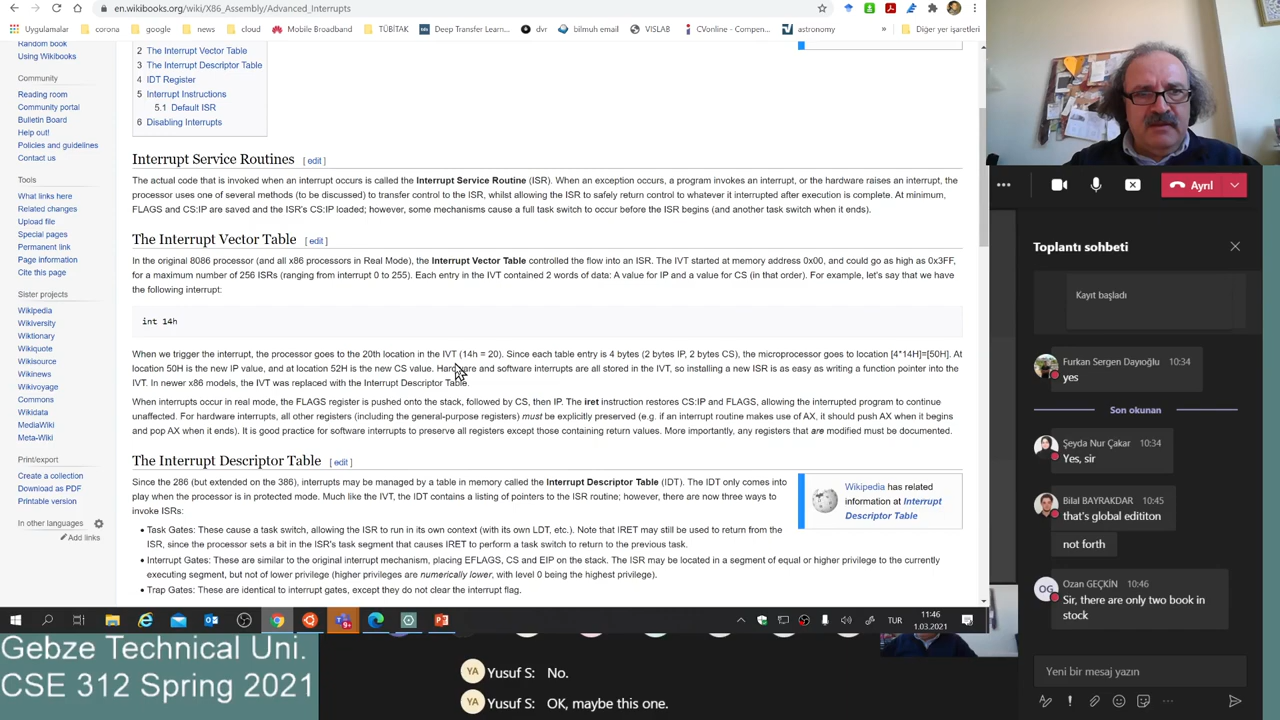 en.wikibooks.org/wiki/X86_Assembly/Advanced_Interrupts
Uygulamalar corona google news cloud Mobile Broadband TÜBİTAK Deep Transfer Lear... dvr bilmuh email VISLAB CVonline - Compen... astronomy » Diğer yer işaretleri
Random book
Using Wikibooks
Community
Reading room
Community portal
Bulletin Board
Help out!
Policies and guidelines
Contact us
Tools
What links here
Related changes
Upload file
Special pages
Permanent link
Page information
Cite this page
Sister projects
Wikipedia
Wikiversity
Wiktionary
Wikiquote
Wikisource
Wikinews
Wikivoyage
Commons
Wikidata
MediaWiki
Meta-Wiki
Print/export
Create a collection
Download as PDF
Printable version
In other languages
Add links
2 The Interrupt Vector Table
3 The Interrupt Descriptor Table
4 IDT Register
5 Interrupt Instructions
5.1 Default ISR
6 Disabling Interrupts
Interrupt Service Routines [ edit ]
The actual code that is invoked when an interrupt occurs is called the Interrupt Service Routine (ISR). When an exception occurs, a program invokes an interrupt, or the hardware raises an interrupt, the
processor uses one of several methods (to be discussed) to transfer control to the ISR, whilst allowing the ISR to safely return control to whatever it interrupted after execution is complete. At minimum,
FLAGS and CS:IP are saved and the ISR's CS:IP loaded; however, some mechanisms cause a full task switch to occur before the ISR begins (and another task switch when it ends).
The Interrupt Vector Table [ edit ]
In the original 8086 processor (and all x86 processors in Real Mode), the Interrupt Vector Table controlled the flow into an ISR. The IVT started at memory address 0x00, and could go as high as 0x3FF,
for a maximum number of 256 ISRs (ranging from interrupt 0 to 255). Each entry in the IVT contained 2 words of data: A value for IP and a value for CS (in that order). For example, let's say that we have
the following interrupt:
int 14h
When we trigger the interrupt, the processor goes to the 20th location in the IVT (14h = 20). Since each table entry is 4 bytes (2 bytes IP, 2 bytes CS), the microprocessor goes to location [4*14H]=[50H]. At
location 50H is the new IP value, and at location 52H is the new CS value. Hardware and software interrupts are all stored in the IVT, so installing a new ISR is as easy as writing a function pointer into the
IVT. In newer x86 models, the IVT was replaced with the Interrupt Descriptor Table.
When interrupts occur in real mode, the FLAGS register is pushed onto the stack, followed by CS, then IP. The iret instruction restores CS:IP and FLAGS, allowing the interrupted program to continue
unaffected. For hardware interrupts, all other registers (including the general-purpose registers) must be explicitly preserved (e.g. if an interrupt routine makes use of AX, it should push AX when it begins
and pop AX when it ends). It is good practice for software interrupts to preserve all registers except those containing return values. More importantly, any registers that are modified must be documented.
The Interrupt Descriptor Table [ edit ]
Since the 286 (but extended on the 386), interrupts may be managed by a table in memory called the Interrupt Descriptor Table (IDT). The IDT only comes into
play when the processor is in protected mode. Much like the IVT, the IDT contains a listing of pointers to the ISR routine; however, there are now three ways to
invoke ISRs:
Task Gates: These cause a task switch, allowing the ISR to run in its own context (with its own LDT, etc.). Note that IRET may still be used to return from the
ISR, since the processor sets a bit in the ISR's task segment that causes IRET to perform a task switch to return to the previous task.
Interrupt Gates: These are similar to the original interrupt mechanism, placing EFLAGS, CS and EIP on the stack. The ISR may be located in a segment of equal or higher privilege to the currently
executing segment, but not of lower privilege (higher privileges are numerically lower, with level 0 being the highest privilege).
Trap Gates: These are identical to interrupt gates, except they do not clear the interrupt flag.
Wikipedia has related
information at Interrupt
Descriptor Table
Ayrıl
Toplantı sohbeti
Kayıt başladı
Furkan Sergen Dayıoğlu 10:34
yes
Son okunan
Şeyda Nur Çakar 10:34
Yes, sir
Bilal BAYRAKDAR 10:45
that's global edititon
not forth
OG Ozan GEÇKİN 10:46
Sir, there are only two book in
stock
Yeni bir mesaj yazın
TUR
11:46
1.03.2021
Gebze Technical Uni.
CSE 312 Spring 2021
YA Yusuf S: No.
YA Yusuf S: OK, maybe this one.